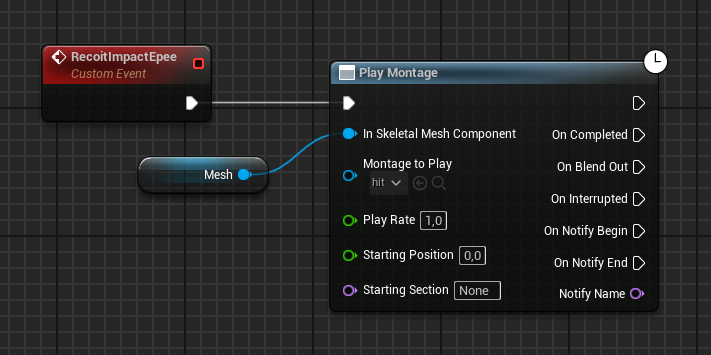 RecoitImpactEpee
Custom Event
Play Montage
In Skeletal Mesh Component
On Completed
Mesh
Montage to Play
hit
On Blend Out
On Interrupted
Play Rate 1,0
On Notify Begin
Starting Position 0,0
On Notify End
Starting Section None
Notify Name